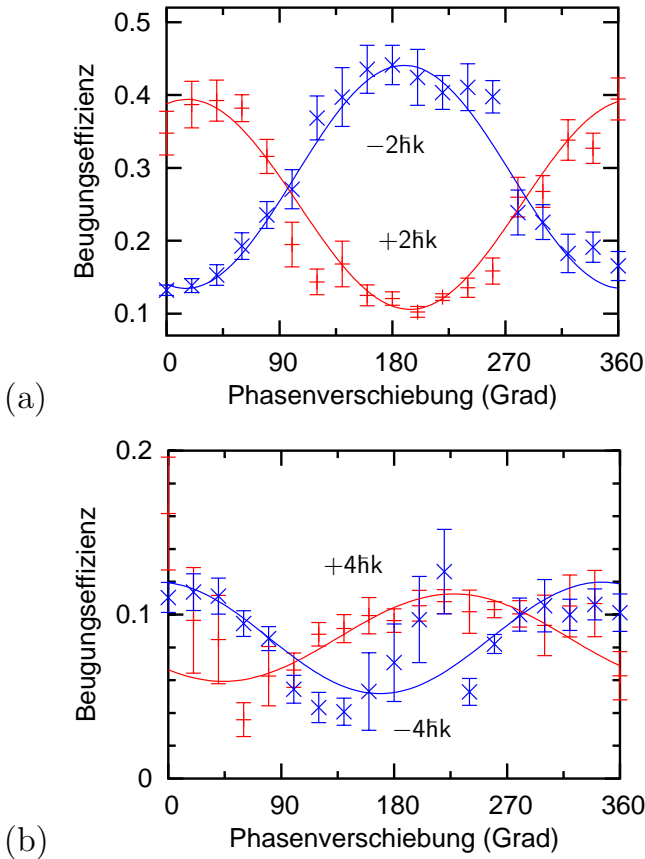 0.5
0.4
0.3
0.2
0.1
Beugungseffizienz
−2ħk
+2ħk
0 90 180 270 360
Phasenverschiebung (Grad)
(a)
0.2
0.1
0
Beugungseffizienz
+4ħk
−4ħk
0 90 180 270 360
Phasenverschiebung (Grad)
(b)